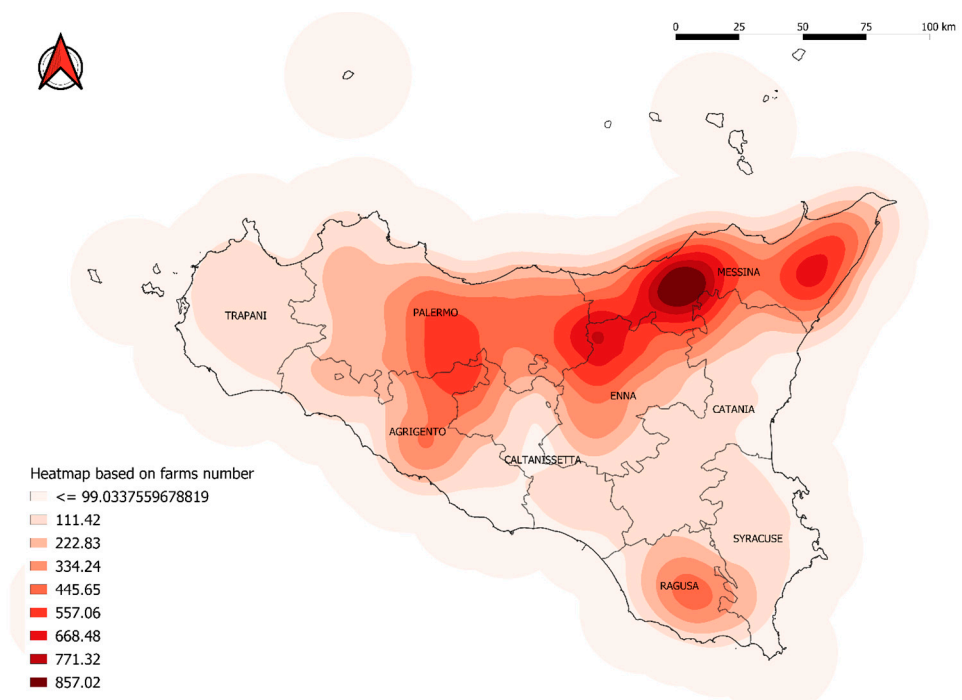 0 25 50 75 100 km
MESSINA
PALERMO
TRAPANI
ENNA
CATANIA
AGRIGENTO
CALTANISSETTA
SYRACUSE
RAGUSA
Heatmap based on farms number
<= 99.0337559678819
111.42
222.83
334.24
445.65
557.06
668.48
771.32
857.02